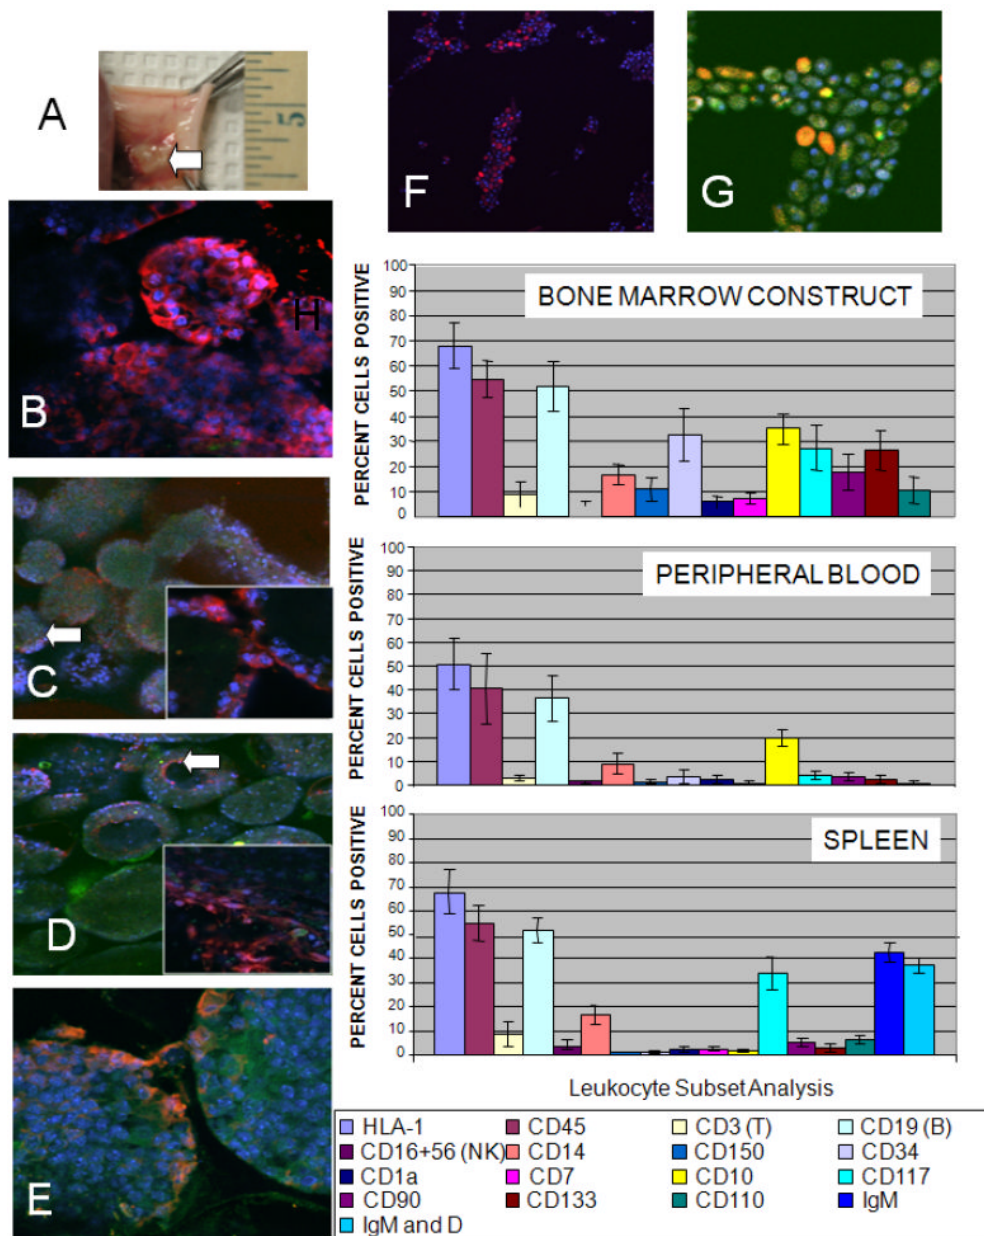 A
5
F
G
B
H
C
D
E
PERCENT CELLS POSITIVE
100
90
80
70
60
50
40
30
20
10
0
BONE MARROW CONSTRUCT
PERCENT CELLS POSITIVE
100
90
80
70
60
50
40
30
20
10
0
PERIPHERAL BLOOD
PERCENT CELLS POSITIVE
100
90
80
70
60
50
40
30
20
10
0
SPLEEN
Leukocyte Subset Analysis
HLA-1 CD45 CD3 (T) CD19 (B)
CD16+56 (NK) CD14 CD150 CD34
CD1a CD7 CD10 CD117
CD90 CD133 CD110 IgM
IgM and D